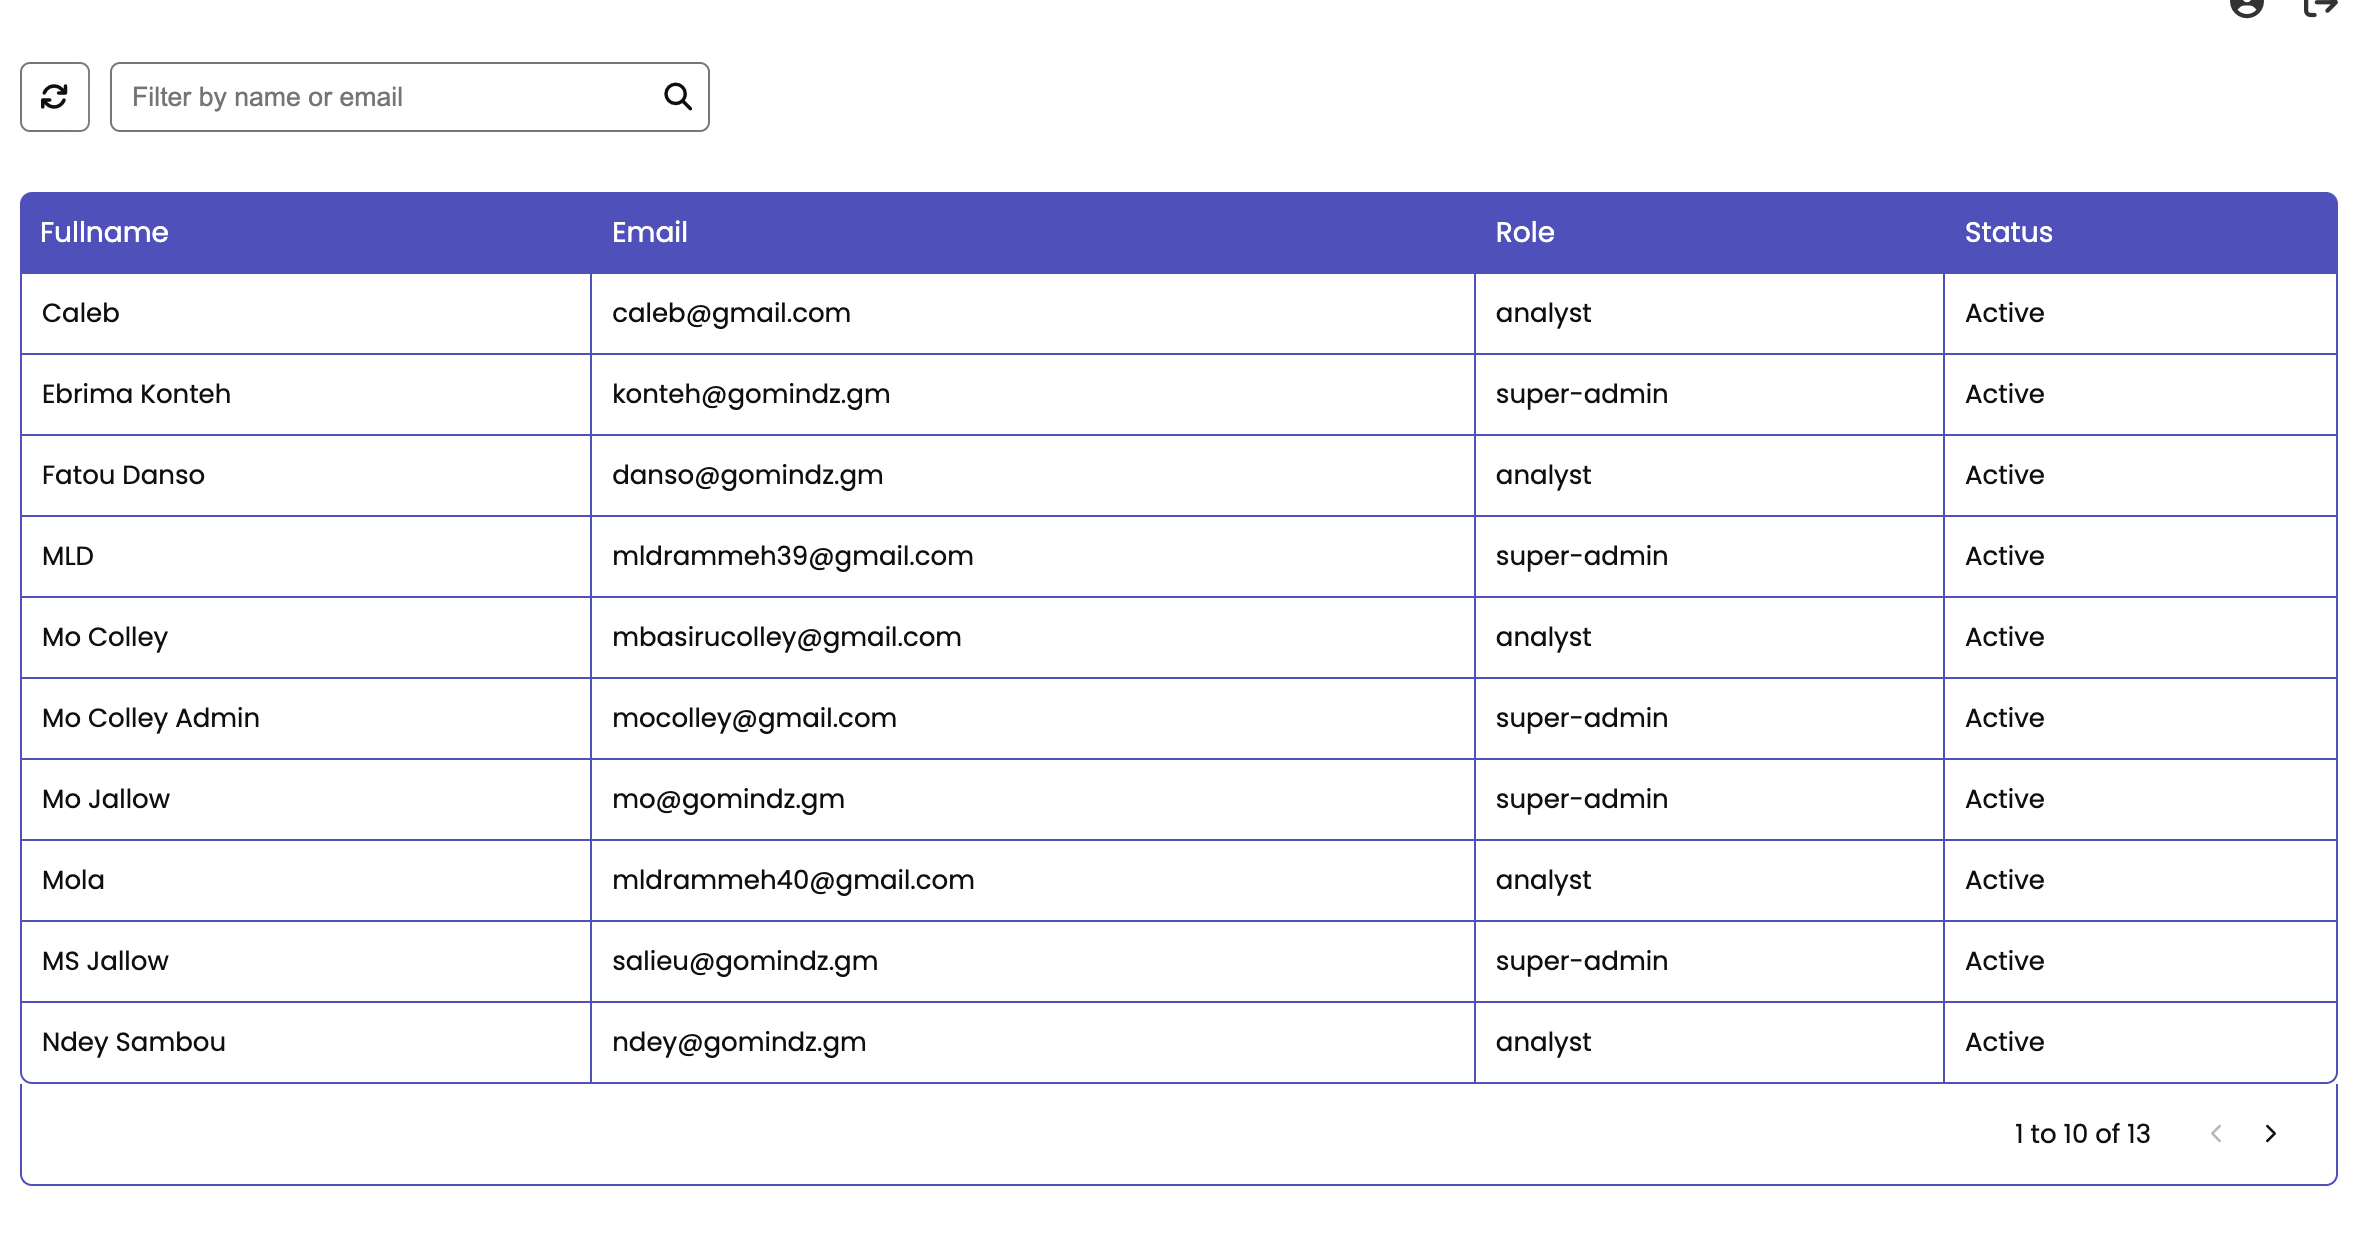 Filter by name or email
Fullname Email Role Status
Caleb caleb@gmail.com analyst Active
Ebrima Konteh konteh@gomindz.gm super-admin Active
Fatou Danso danso@gomindz.gm analyst Active
MLD mldrammeh39@gmail.com super-admin Active
Mo Colley mbasirucolley@gmail.com analyst Active
Mo Colley Admin mocolley@gmail.com super-admin Active
Mo Jallow mo@gomindz.gm super-admin Active
Mola mldrammeh40@gmail.com analyst Active
MS Jallow salieu@gomindz.gm super-admin Active
Ndey Sambou ndey@gomindz.gm analyst Active
1 to 10 of 13